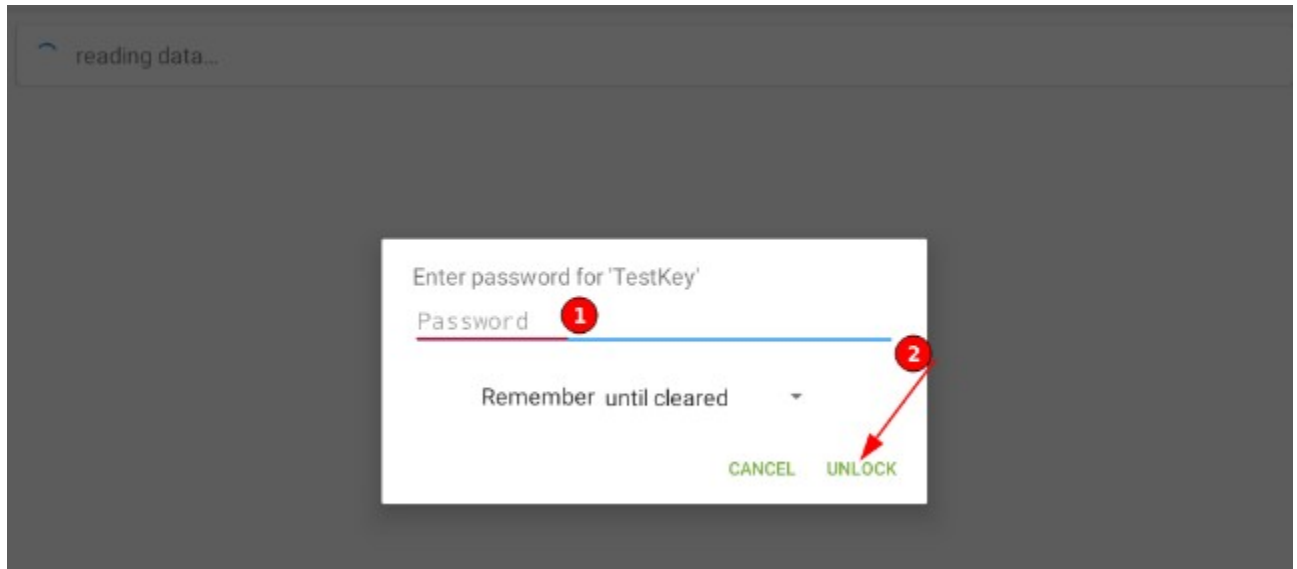 reading data...
Enter password for 'TestKey'
Password 1
2
Remember until cleared
CANCEL UNLOCK